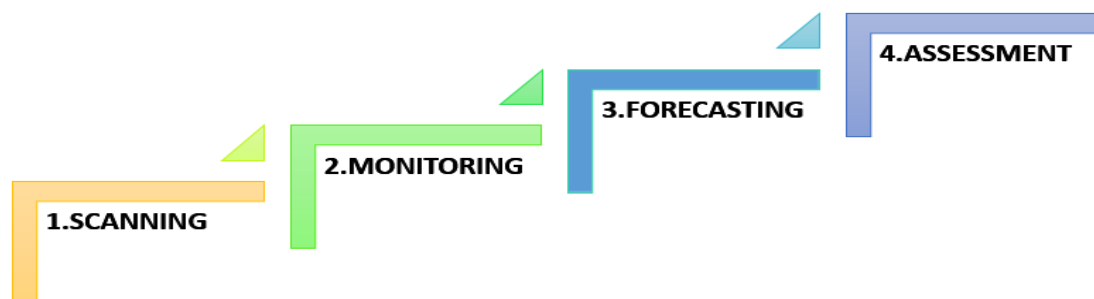 1.SCANNING
2.MONITORING
3.FORECASTING
4.ASSESSMENT